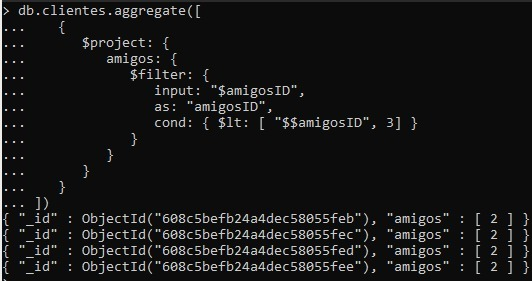 > db.clientes.aggregate([
...    {
...       $project: {
...          amigos: {
...             $filter: {
...                input: "$amigosID",
...                as: "amigosID",
...                cond: { $lt: [ "$$amigosID", 3] }
...             }
...          }
...       }
...    }
... ])
{ "_id" : ObjectId("608c5befb24a4dec58055feb"), "amigos" : [ 2 ] }
{ "_id" : ObjectId("608c5befb24a4dec58055fec"), "amigos" : [ 2 ] }
{ "_id" : ObjectId("608c5befb24a4dec58055fed"), "amigos" : [ 2 ] }
{ "_id" : ObjectId("608c5befb24a4dec58055fee"), "amigos" : [ 2 ] }